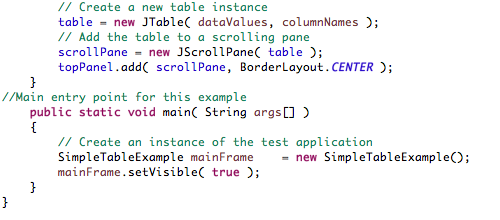 // Create a new table instance
table = new JTable( dataValues, columnNames );
// Add the table to a scrolling pane
scrollPane = new JScrollPane( table );
topPanel.add( scrollPane, BorderLayout.CENTER );
}
//Main entry point for this example
public static void main( String args[] )
{
// Create an instance of the test application
SimpleTableExample mainFrame    = new SimpleTableExample();
mainFrame.setVisible( true );
}
}